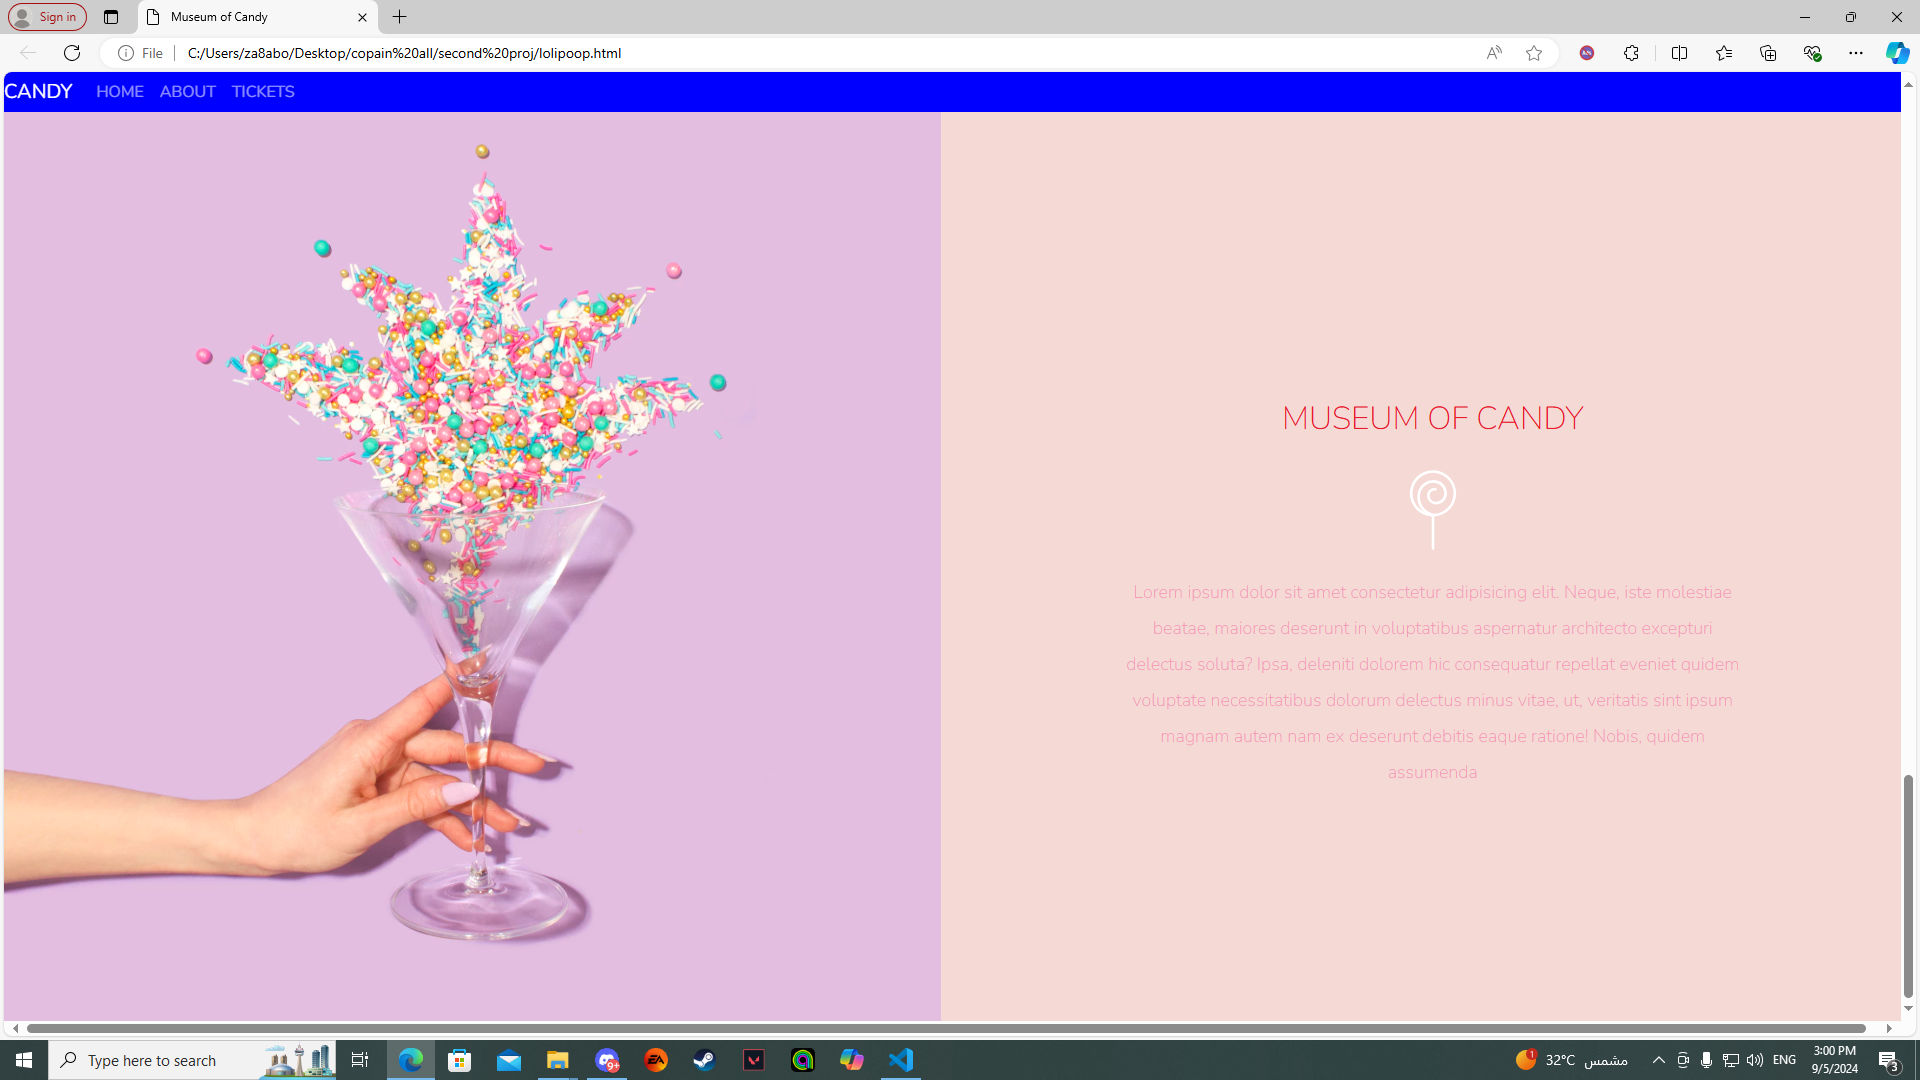 Sign in
Museum of Candy
File
C:/Users/za8abo/Desktop/copain%20all/second%20proj/lolipoop.html
CANDY HOME ABOUT TICKETS
MUSEUM OF CANDY
Lorem ipsum dolor sit amet consectetur adipisicing elit. Neque, iste molestiae
beatae, maiores deserunt in voluptatibus aspernatur architecto excepturi
delectus soluta? Ipsa, deleniti dolorem hic consequatur repellat eveniet quidem
voluptate necessitatibus dolorum delectus minus vitae, ut, veritatis sint ipsum
magnam autem nam ex deserunt debitis eaque ratione! Nobis, quidem
assumenda
Type here to search
9+
EA
1
32°C مشمس
ENG
3:00 PM
9/5/2024
3